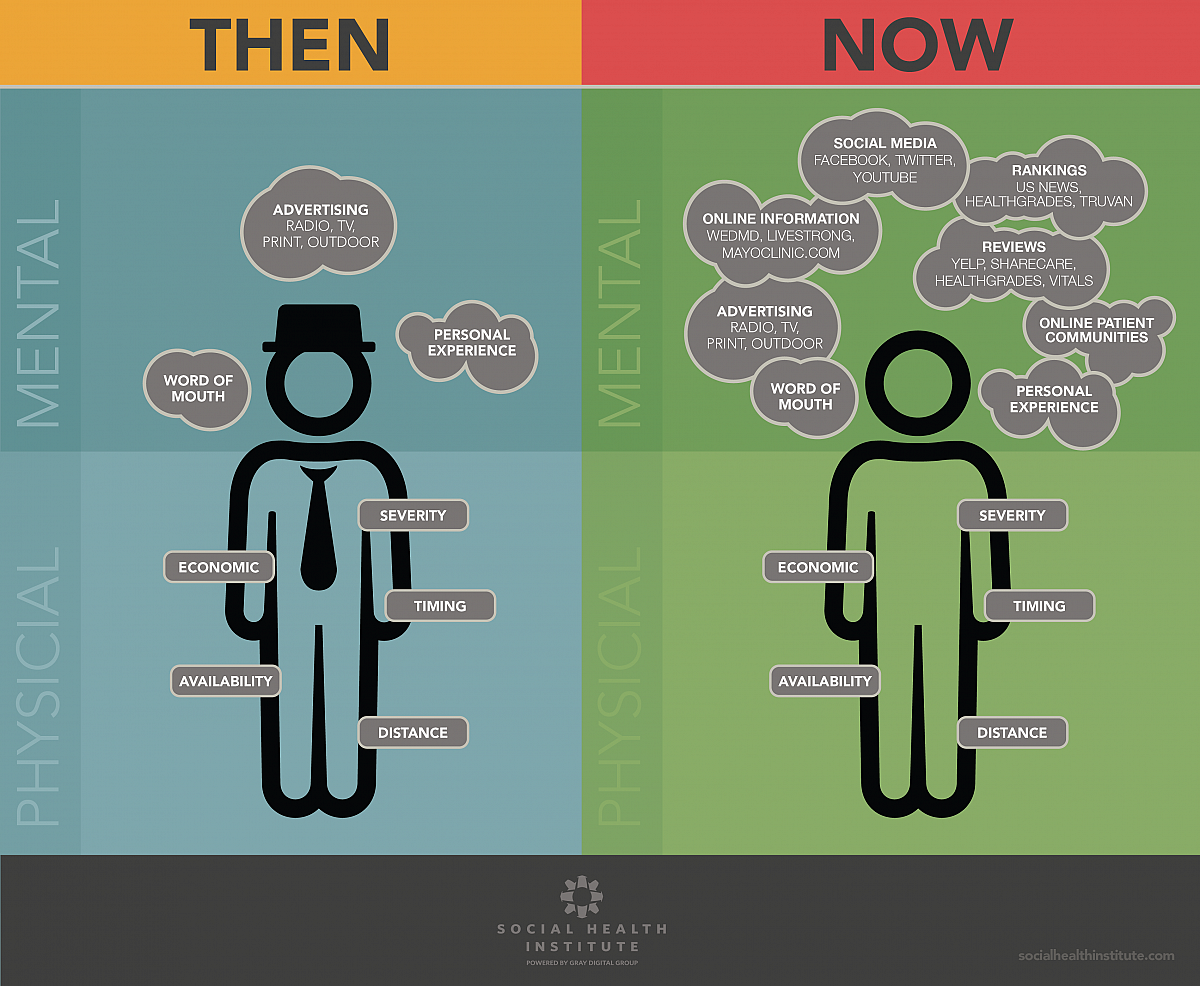 THEN
NOW
MENTAL
ADVERTISING
RADIO, TV,
PRINT, OUTDOOR
PERSONAL
EXPERIENCE
WORD OF
MOUTH
PHYSICIAL
SEVERITY
ECONOMIC
TIMING
AVAILABILITY
DISTANCE
MENTAL
SOCIAL MEDIA
FACEBOOK, TWITTER,
YOUTUBE
RANKINGS
US NEWS,
HEALTHGRADES, TRUVAN
ONLINE INFORMATION
WEDMD, LIVESTRONG,
MAYOCLINIC.COM
REVIEWS
YELP, SHARECARE,
HEALTHGRADES, VITALS
ADVERTISING
RADIO, TV,
PRINT, OUTDOOR
ONLINE PATIENT
COMMUNITIES
WORD OF
MOUTH
PERSONAL
EXPERIENCE
PHYSICIAL
SEVERITY
ECONOMIC
TIMING
AVAILABILITY
DISTANCE
SOCIAL HEALTH
INSTITUTE
POWERED BY GRAY DIGITAL GROUP
socialhealthinstitute.com